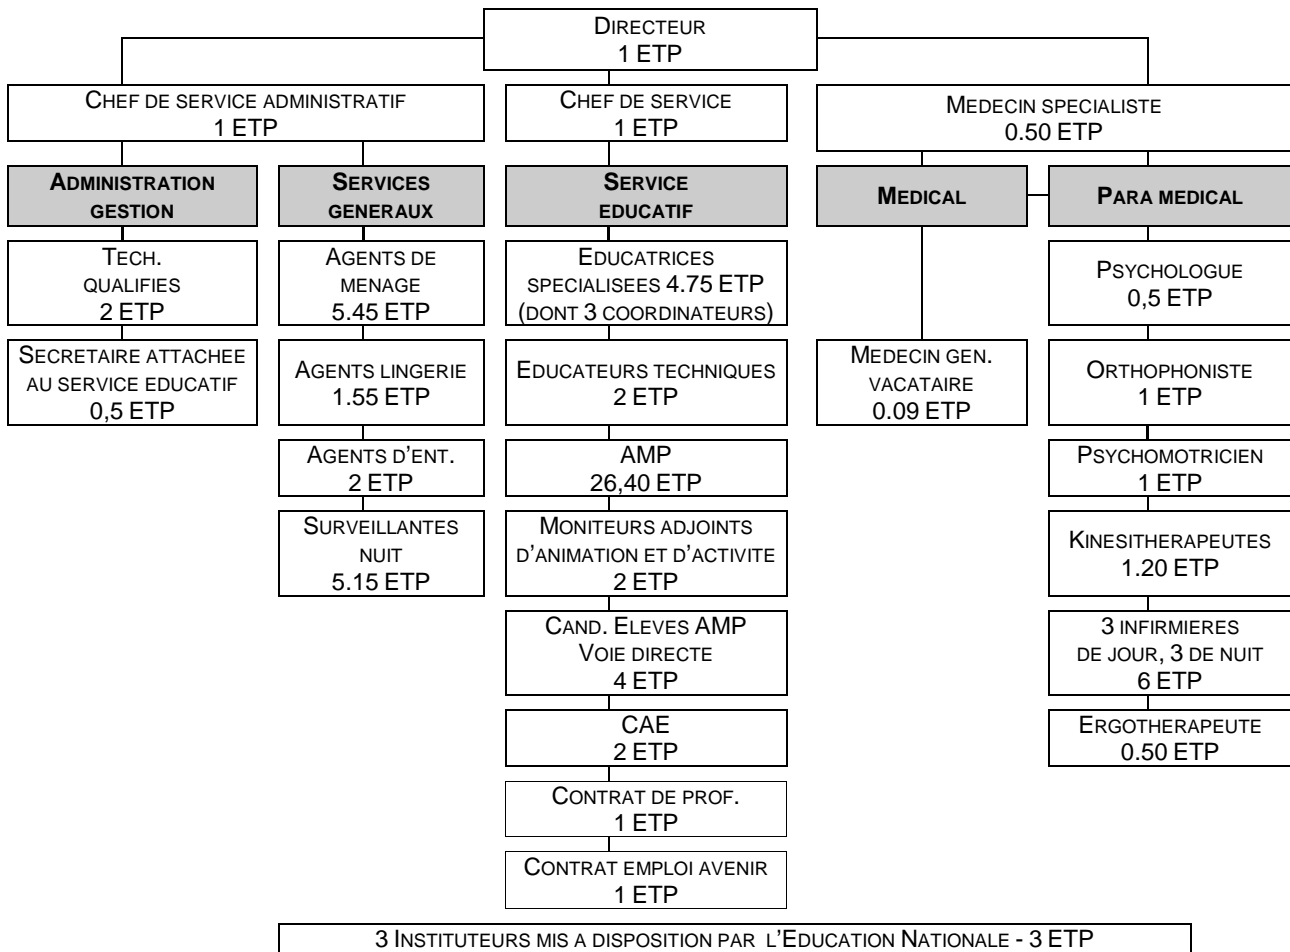 DIRECTEUR
1 ETP
CHEF DE SERVICE ADMINISTRATIF
1 ETP
CHEF DE SERVICE
1 ETP
MEDECIN SPECIALISTE
0.50 ETP
ADMINISTRATION
GESTION
SERVICES
GENERAUX
SERVICE
EDUCATIF
MEDICAL
PARA MEDICAL
TECH.
QUALIFIES
2 ETP
AGENTS DE
MENAGE
5.45 ETP
EDUCATRICES
SPECIALISEES 4.75 ETP
(DONT 3 COORDINATEURS)
PSYCHOLOGUE
0,5 ETP
SECRETAIRE ATTACHEE
AU SERVICE EDUCATIF
0,5 ETP
AGENTS LINGERIE
1.55 ETP
EDUCATEURS TECHNIQUES
2 ETP
MEDECIN GEN.
VACATAIRE
0.09 ETP
ORTHOPHONISTE
1 ETP
AGENTS D'ENT.
2 ETP
AMP
26,40 ETP
PSYCHOMOTRICIEN
1 ETP
SURVEILLANTES
NUIT
5.15 ETP
MONITEURS ADJOINTS
D'ANIMATION ET D'ACTIVITE
2 ETP
KINESITHERAPEUTES
1.20 ETP
CAND. ELEVES AMP
VOIE DIRECTE
4 ETP
3 INFIRMIERES
DE JOUR, 3 DE NUIT
6 ETP
CAE
2 ETP
ERGOTHERAPEUTE
0.50 ETP
CONTRAT DE PROF.
1 ETP
CONTRAT EMPLOI AVENIR
1 ETP
3 INSTITUTEURS MIS A DISPOSITION PAR L'EDUCATION NATIONALE - 3 ETP